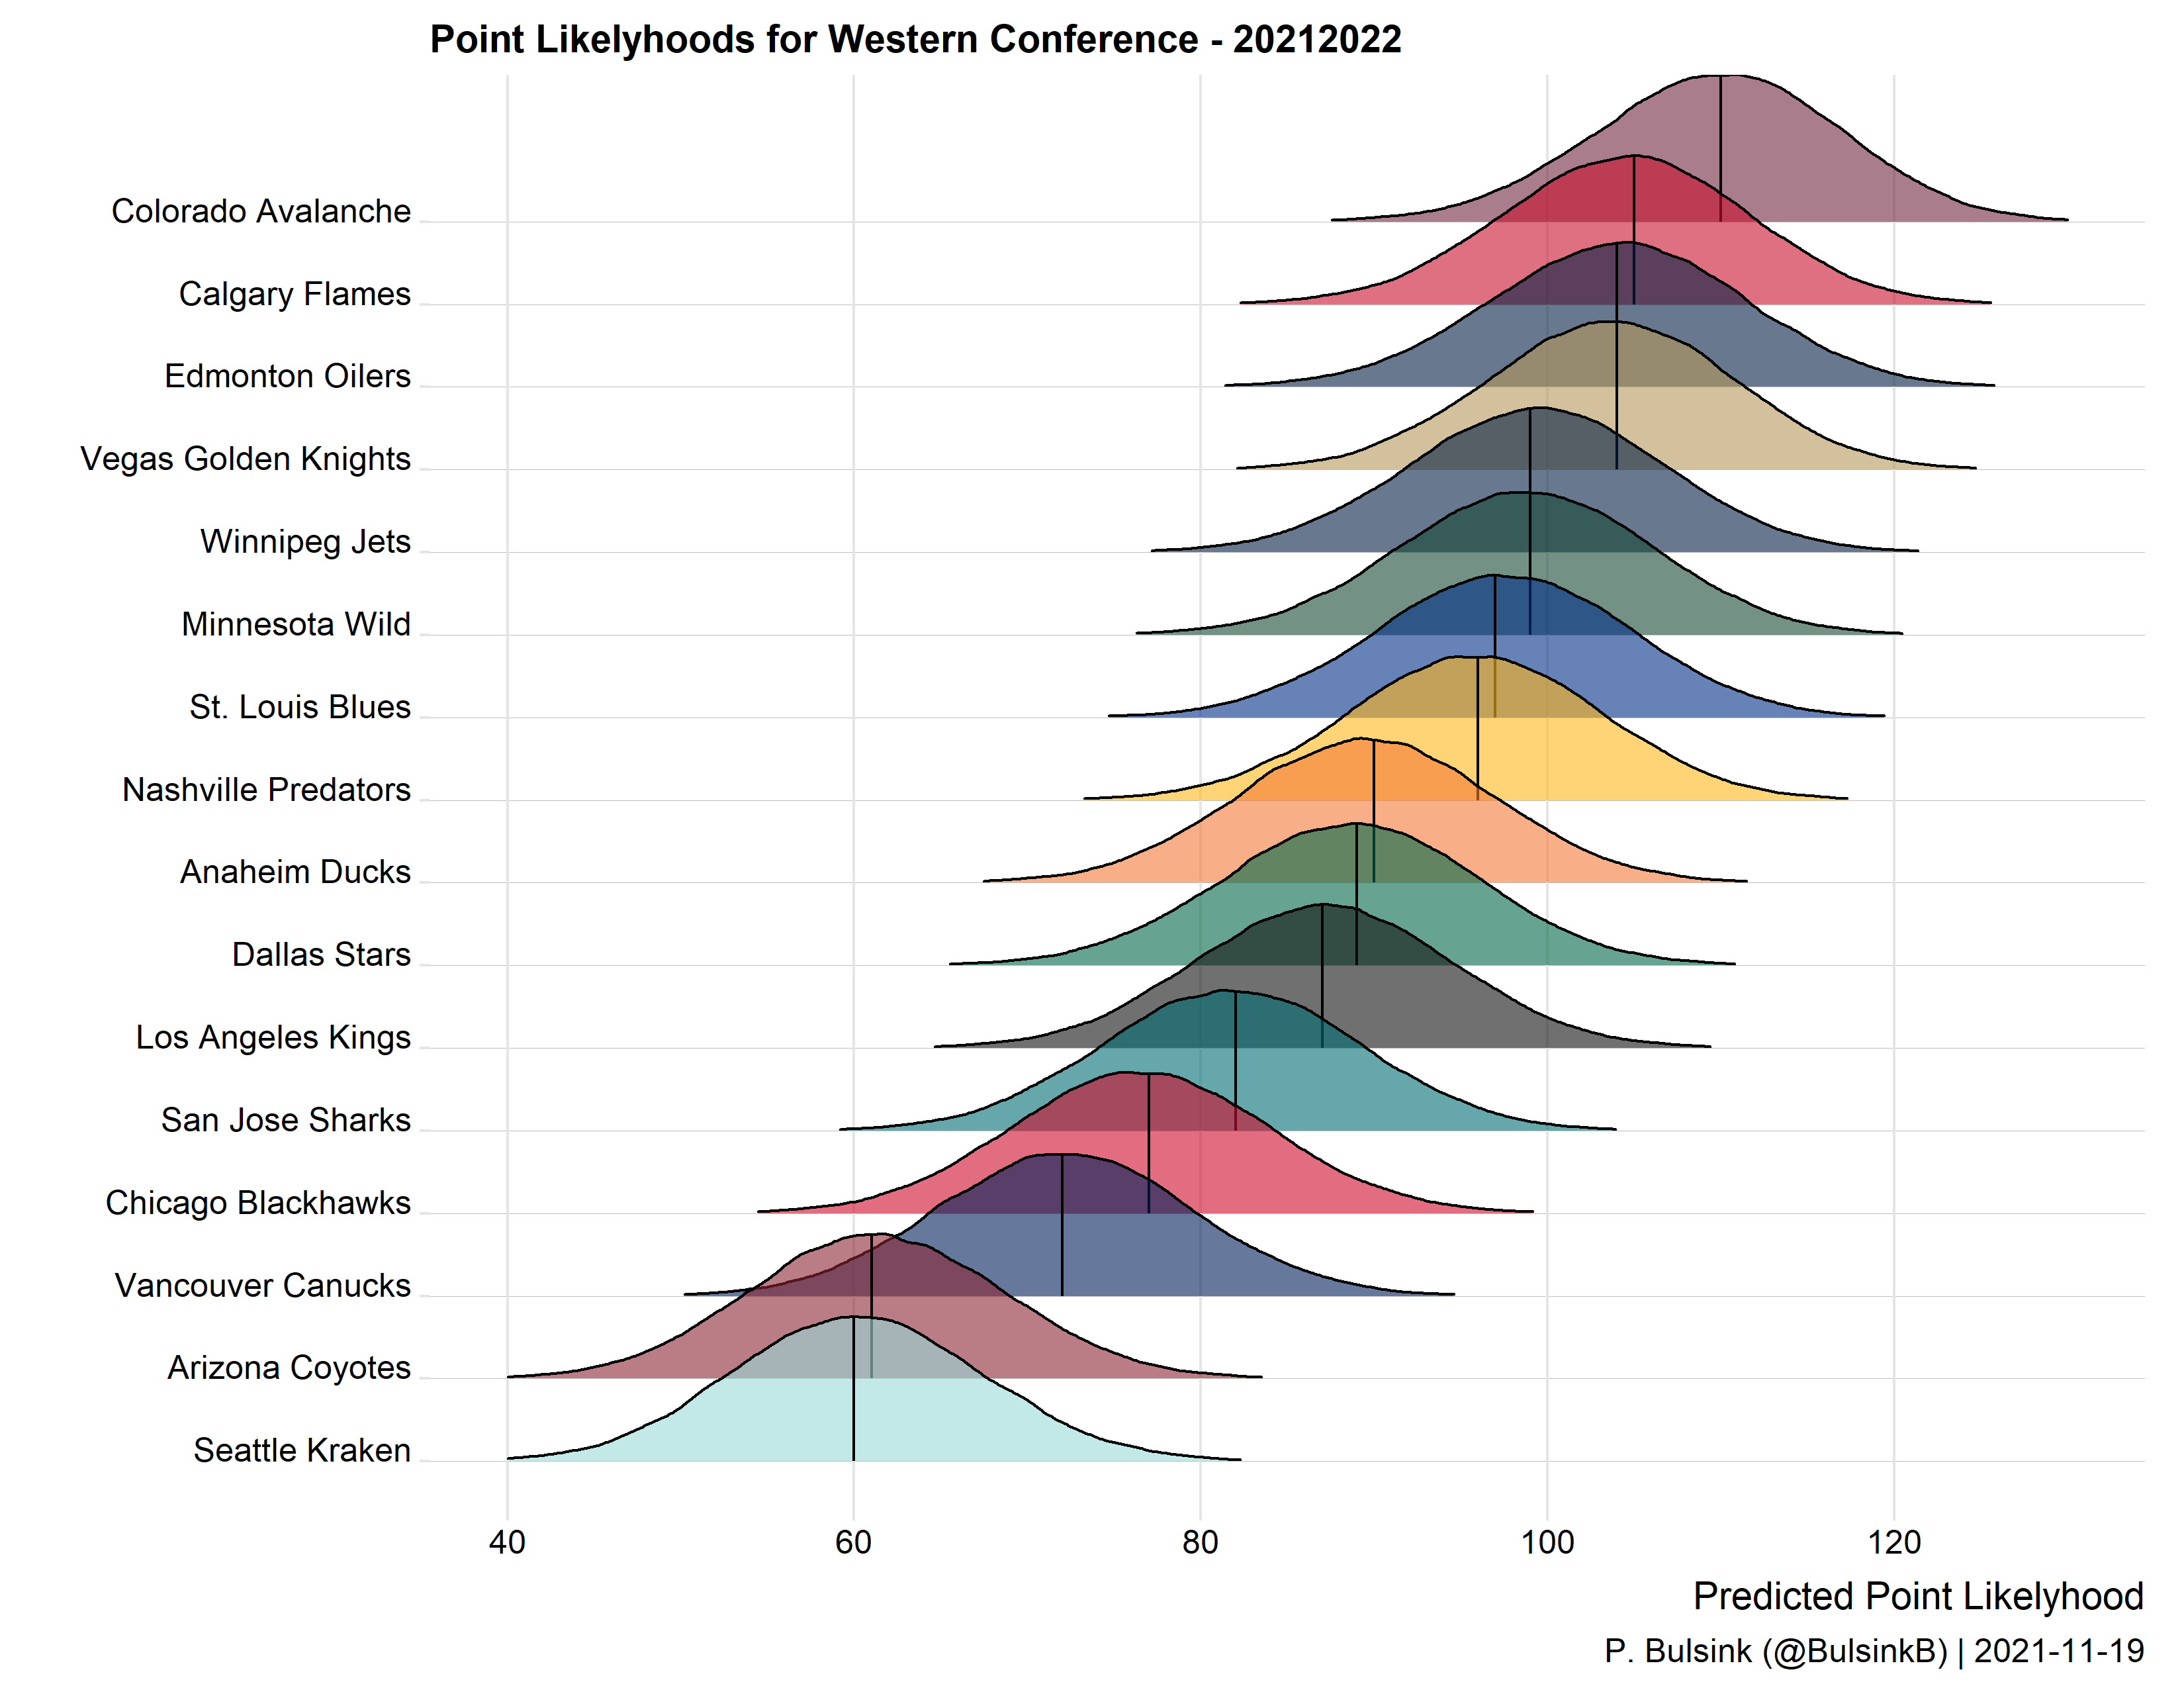 Point Likelyhoods for Western Conference - 20212022
Colorado Avalanche
Calgary Flames
Edmonton Oilers
Vegas Golden Knights
Winnipeg Jets
Minnesota Wild
St. Louis Blues
Nashville Predators
Anaheim Ducks
Dallas Stars
Los Angeles Kings
San Jose Sharks
Chicago Blackhawks
Vancouver Canucks
Arizona Coyotes
Seattle Kraken
40 60 80 100 120
Predicted Point Likelyhood
P. Bulsink (@BulsinkB) | 2021-11-19